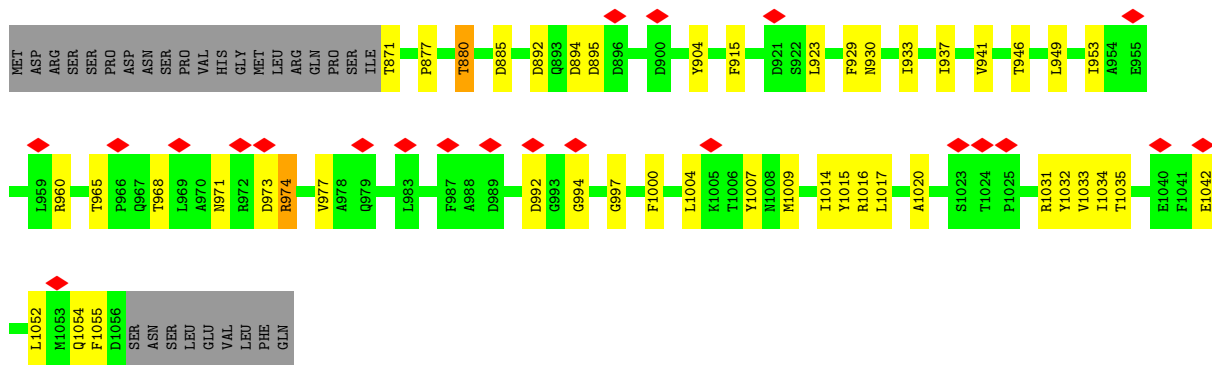 MET ASP ARG SER SER PRO ASP ASN SER PRO VAL HIS GLY MET LEU ARG GLN PRO SER ILE T871 P877 T880 D885 D892 Q893 D894 D895 D896 D900 Y904 F915 D921 S922 L923 F929 N930 I933 I937 V941 T946 L949 I953 A954 E955
L959 R960 T965 P966 Q967 T968 L969 A970 N971 R972 D973 R974 V977 A978 Q979 L983 F987 A988 D989 D992 G993 G994 G997 F1000 L1004 K1005 T1006 Y1007 N1008 M1009 I1014 Y1015 R1016 L1017 A1020 S1023 T1024 P1025 R1031 Y1032 V1033 I1034 T1035 E1040 F1041 E1042
L1052 M1053 Q1054 F1055 D1056 SER ASN SER LEU GLU VAL LEU PHE GLN